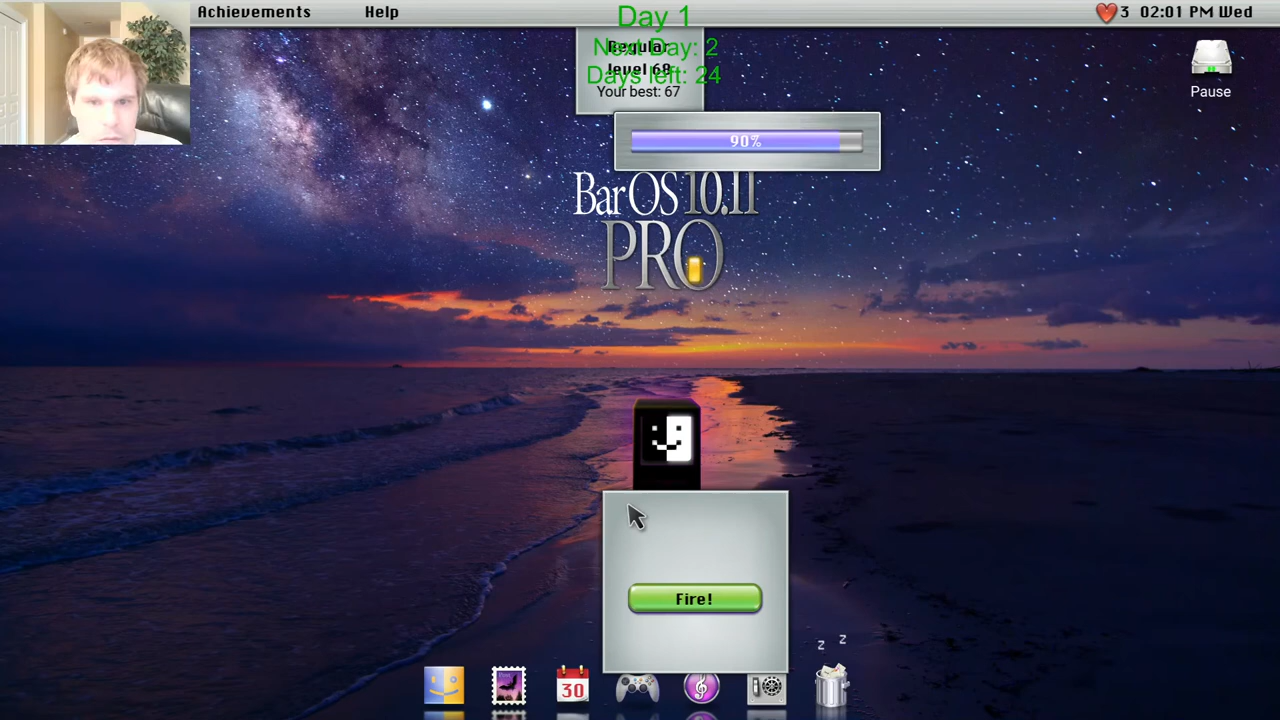 Achievements Help
3 02:01 PM Wed
Day 1
Next Day: 2
Days left: 24
Regular
level 68
Your best: 67
Pause
90%
BarOS 10.11
PRO
Fire!
z z
30